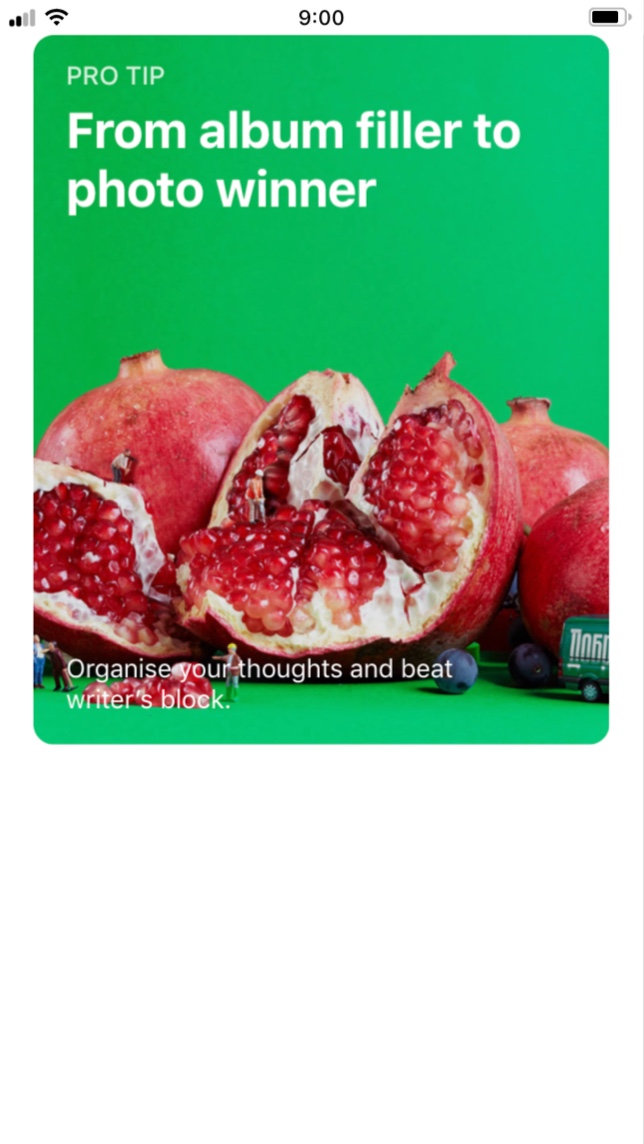 9:00
PRO TIP
From album filler to
photo winner
Organise your thoughts and beat
writer's block.